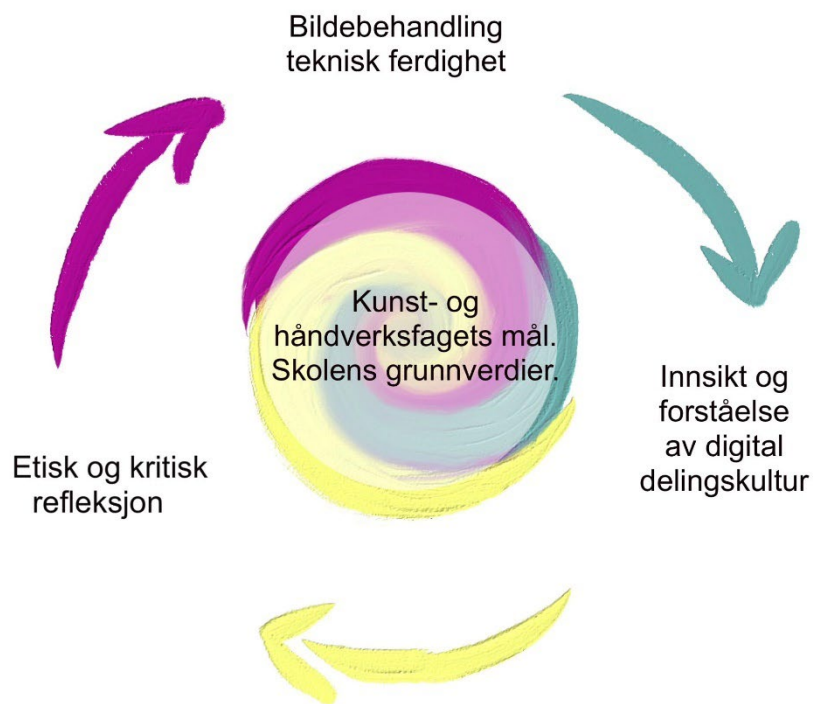 Bildebehandling
teknisk ferdighet
Kunst- og
håndverksfagets mål.
Skolens grunnverdier.
Innsikt og
forståelse
av digital
delingskultur
Etisk og kritisk
refleksjon